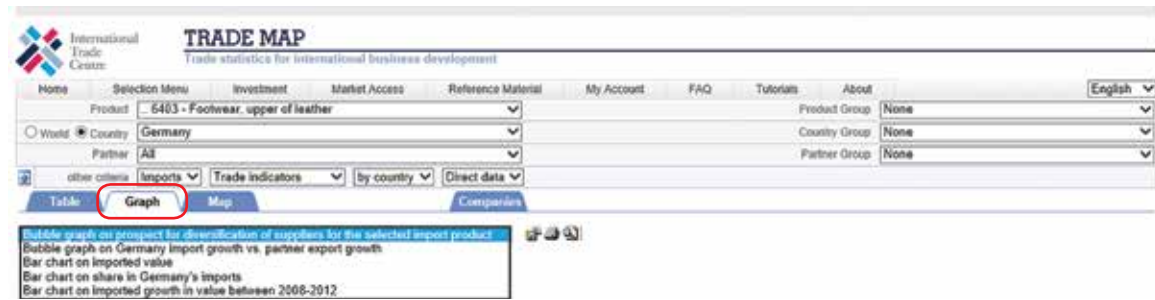 International
Trade
Centre
TRADE MAP
Trade statistics for international business development
Home Selection Menu Investment Market Access Reference Material My Account FAQ Tutorials About English
Product .. 6403 - Footwear, upper of leather Product Group None
World Country Germany Country Group None
Partner All Partner Group None
other criteria Imports Trade indicators by country Direct data
Table Graph Map Companies
Bubble graph on prospect for diversification of suppliers for the selected import product
Bubble graph on Germany import growth vs. partner export growth
Bar chart on imported value
Bar chart on share in Germany's imports
Bar chart on imported growth in value between 2008-2012